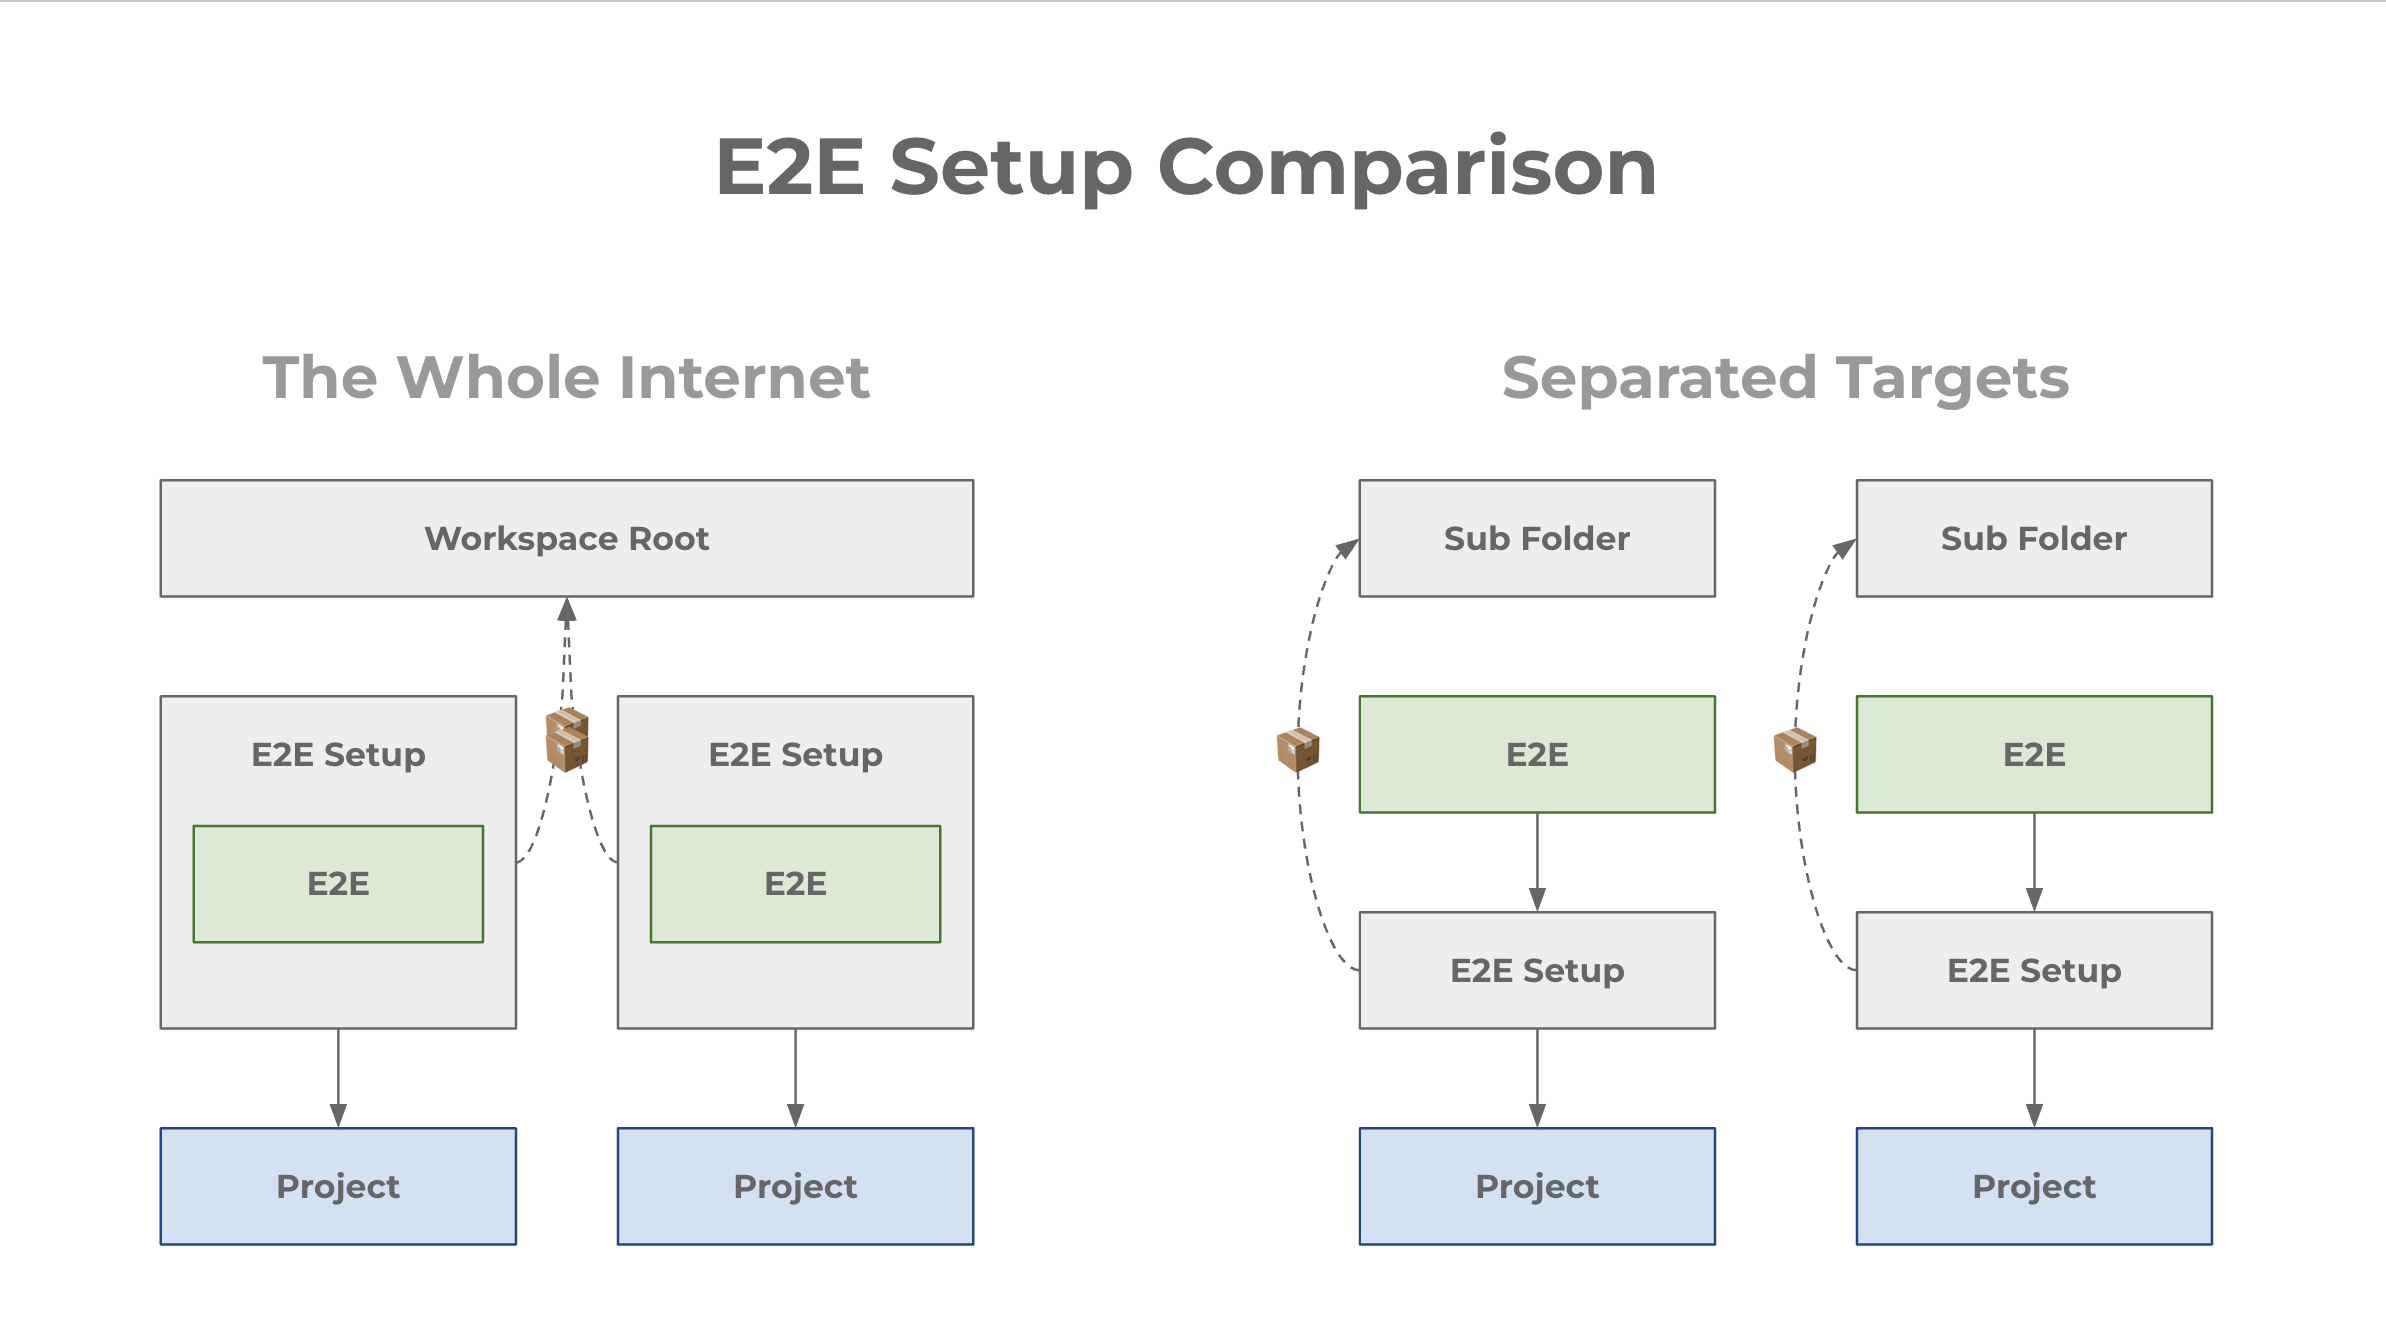 E2E Setup Comparison
The Whole Internet
Workspace Root
E2E Setup
E2E Setup
E2E
E2E
Project
Project
Separated Targets
Sub Folder
Sub Folder
E2E
E2E
E2E Setup
E2E Setup
Project
Project